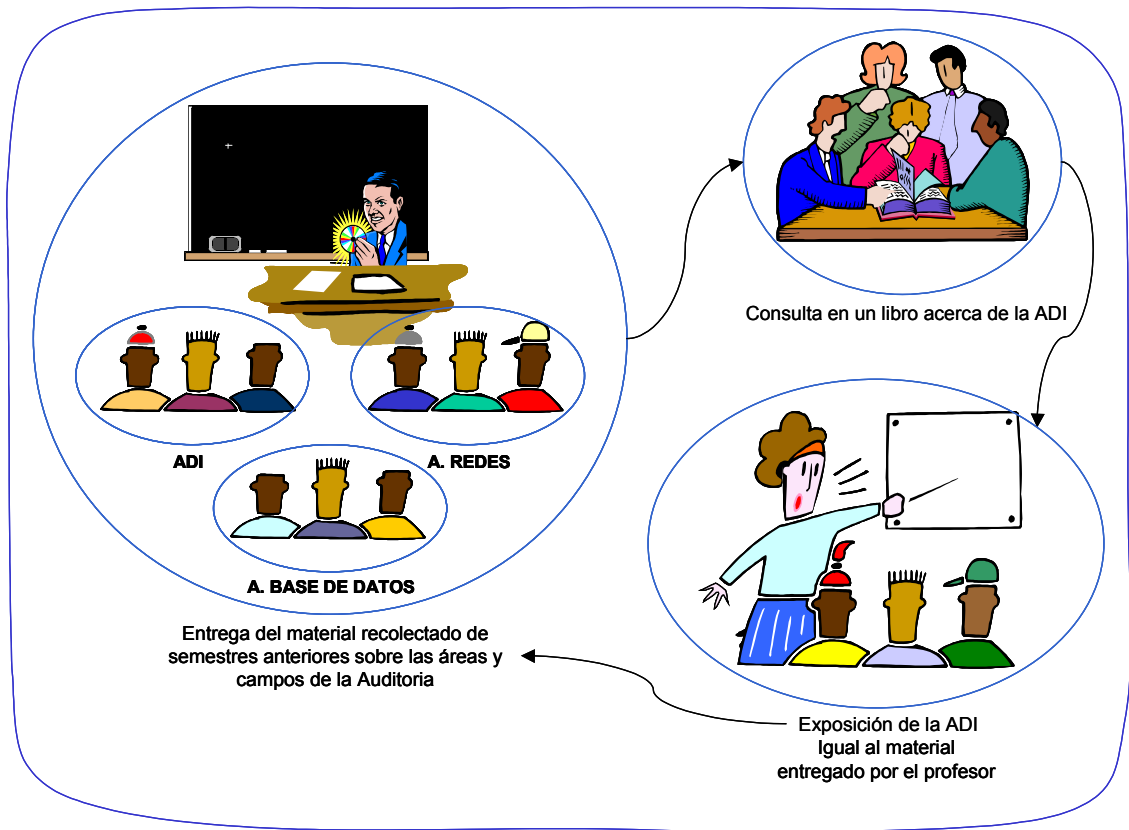 Consulta en un libro acerca de la ADI
ADI
A. REDES
A. BASE DE DATOS
Entrega del material recolectado de
semestres anteriores sobre las áreas y
campos de la Auditoria
Exposición de la ADI
Igual al material
entregado por el profesor